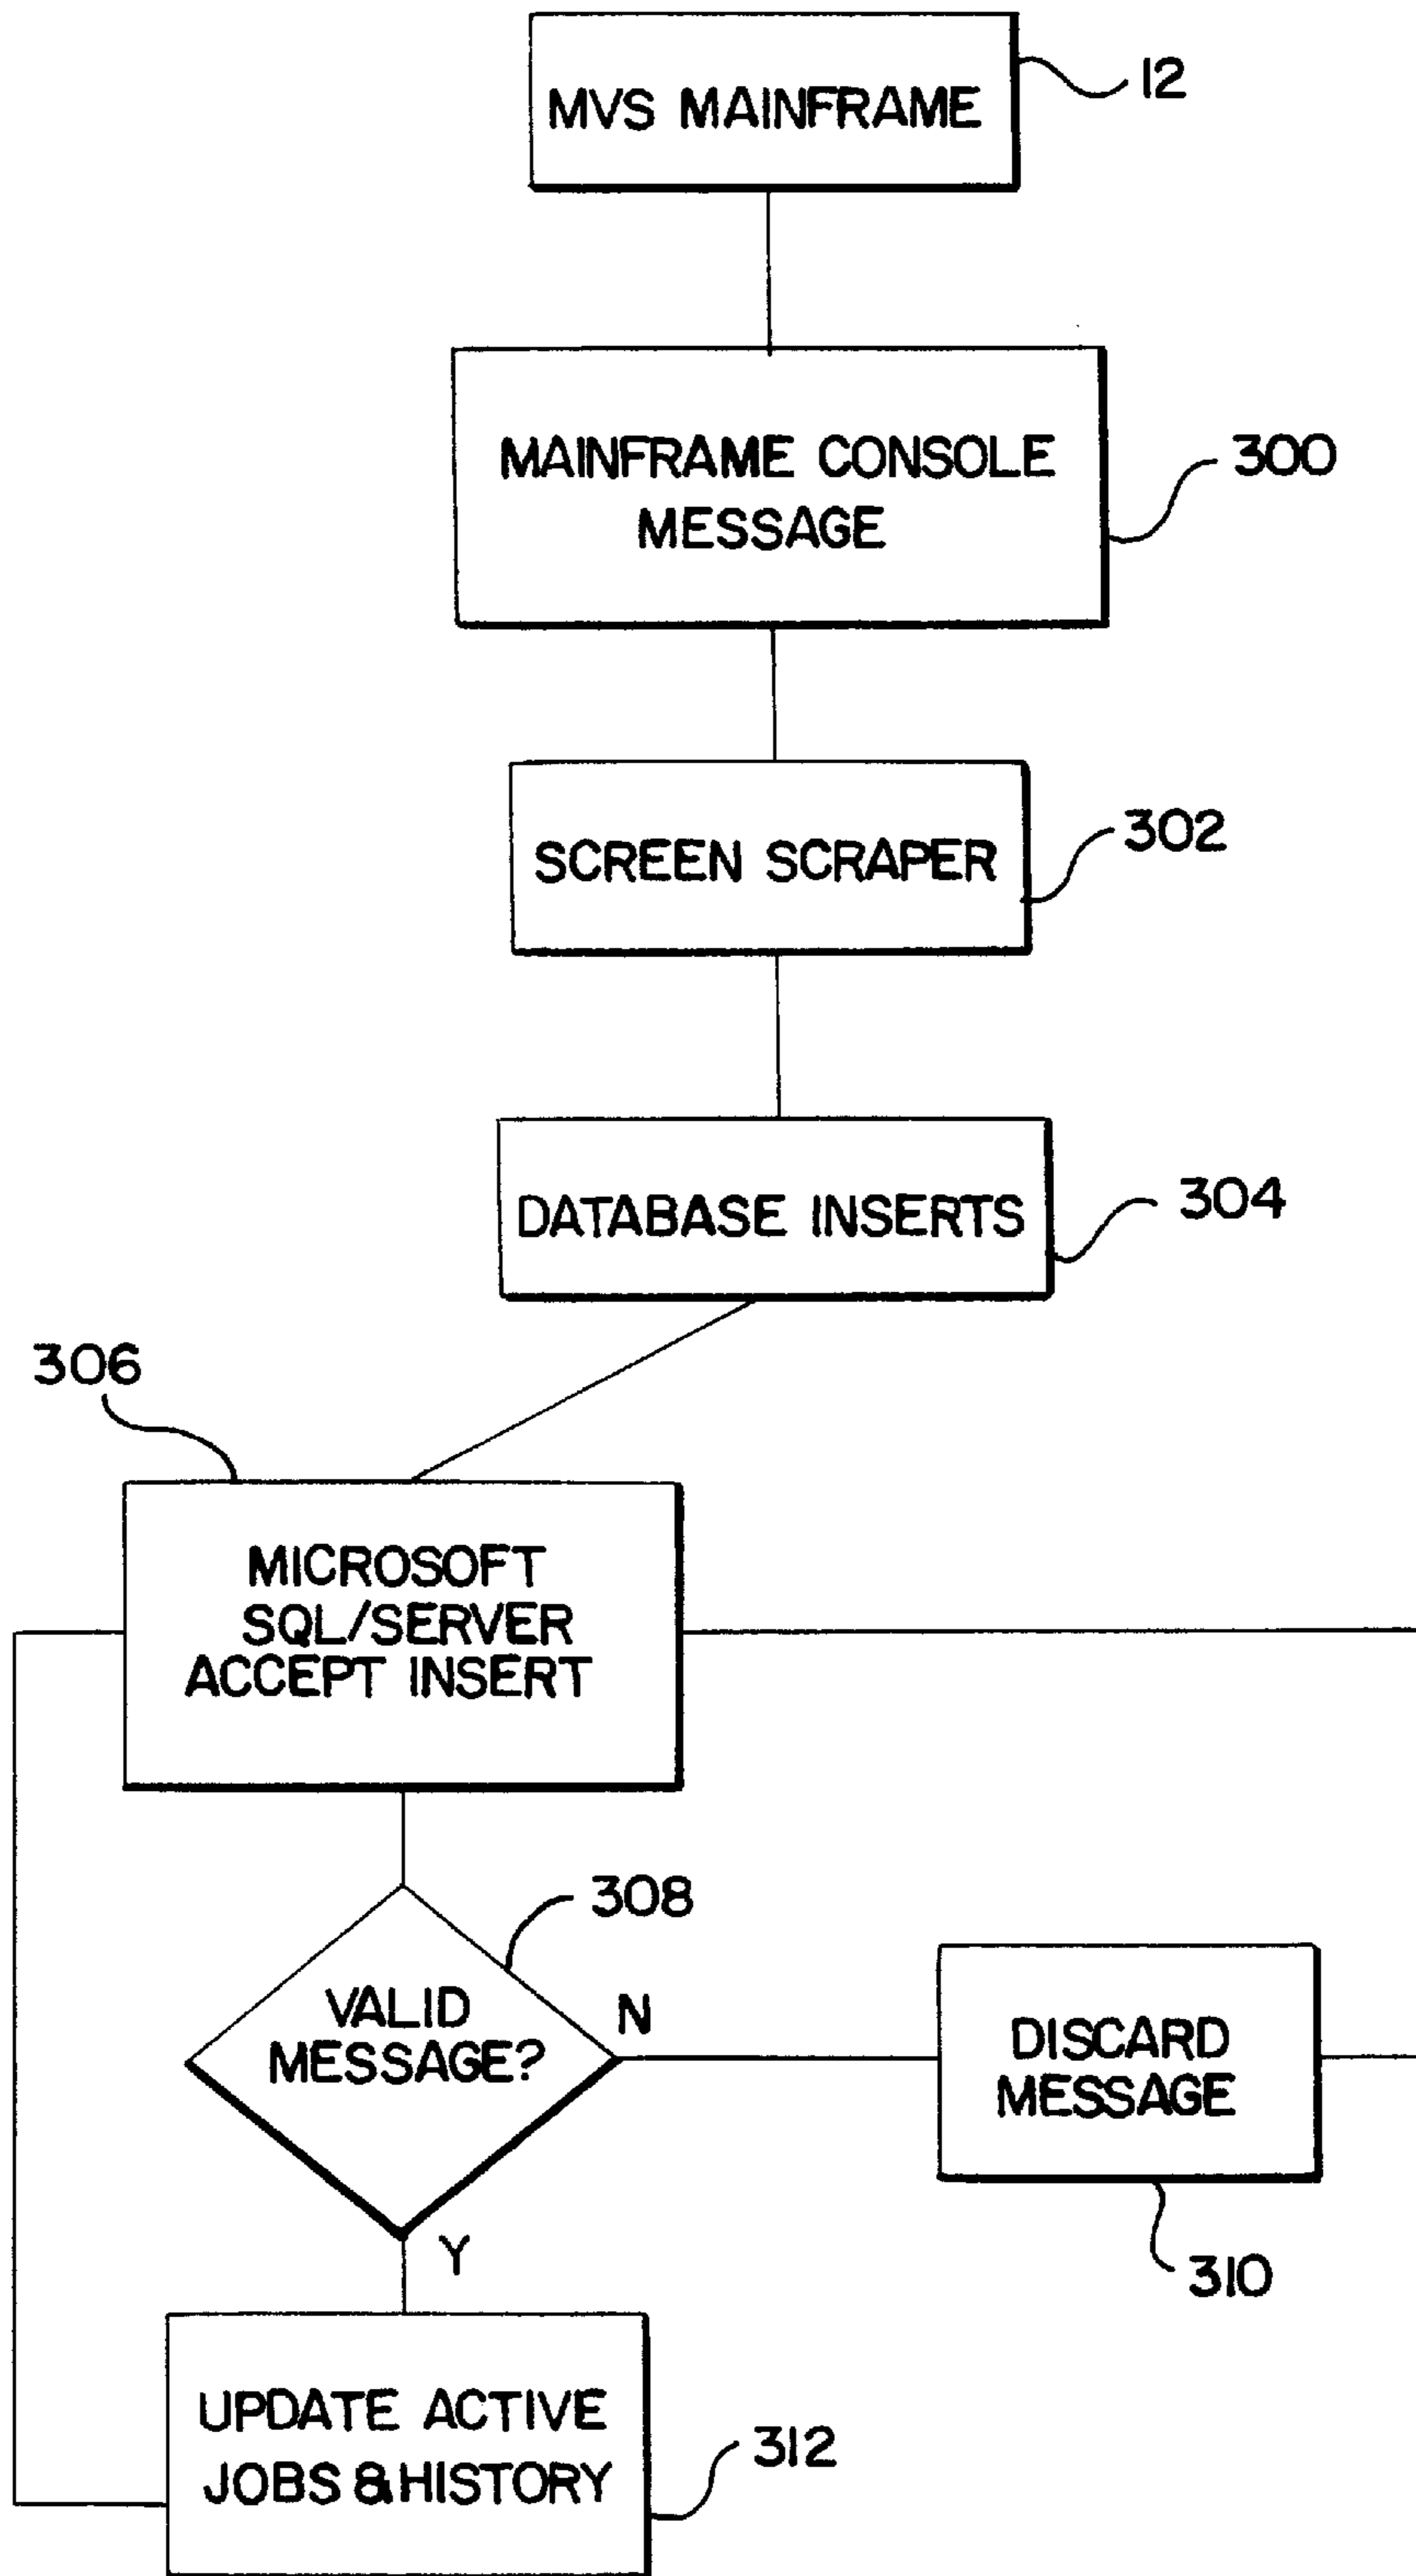 MVS MAINFRAME
12
MAINFRAME CONSOLE
MESSAGE
300
SCREEN SCRAPER
302
DATABASE INSERTS
304
306
MICROSOFT
SQL/SERVER
ACCEPT INSERT
308
VALID
MESSAGE?
N
DISCARD
MESSAGE
310
Y
UPDATE ACTIVE
JOBS & HISTORY
312